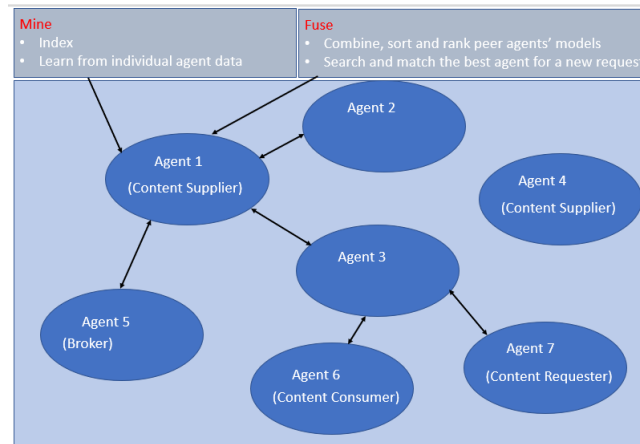 Mine
• Index
• Learn from individual agent data
Fuse
• Combine, sort and rank peer agents' models
• Search and match the best agent for a new request
Agent 2
Agent 1
(Content Supplier)
Agent 4
(Content Supplier)
Agent 3
Agent 5
(Broker)
Agent 6
(Content Consumer)
Agent 7
(Content Requester)